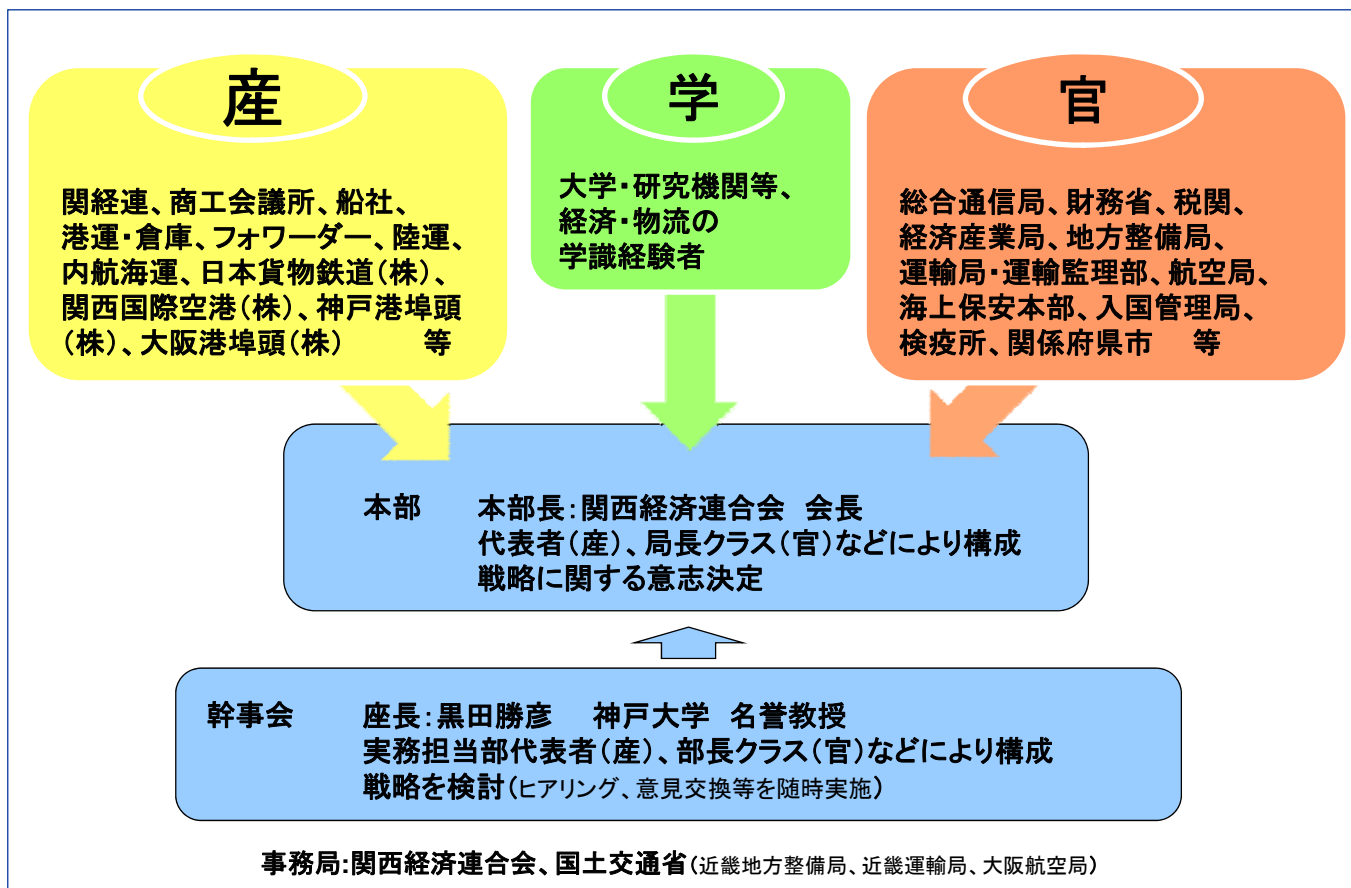 産
関経連、商工会議所、船社、
港運・倉庫、フォワーダー、陸運、
内航海運、日本貨物鉄道(株)、
関西国際空港(株)、神戸港埠頭
(株)、大阪港埠頭(株)　　　等
学
大学・研究機関等、
経済・物流の
学識経験者
官
総合通信局、財務省、税関、
経済産業局、地方整備局、
運輸局・運輸監理部、航空局、
海上保安本部、入国管理局、
検疫所、関係府県市　等
本部　本部長：関西経済連合会　会長
代表者(産)、局長クラス(官)などにより構成
戦略に関する意志決定
幹事会　座長：黒田勝彦　神戸大学　名誉教授
実務担当部代表者(産)、部長クラス(官)などにより構成
戦略を検討(ヒアリング、意見交換等を随時実施)
事務局:関西経済連合会、国土交通省(近畿地方整備局、近畿運輸局、大阪航空局)